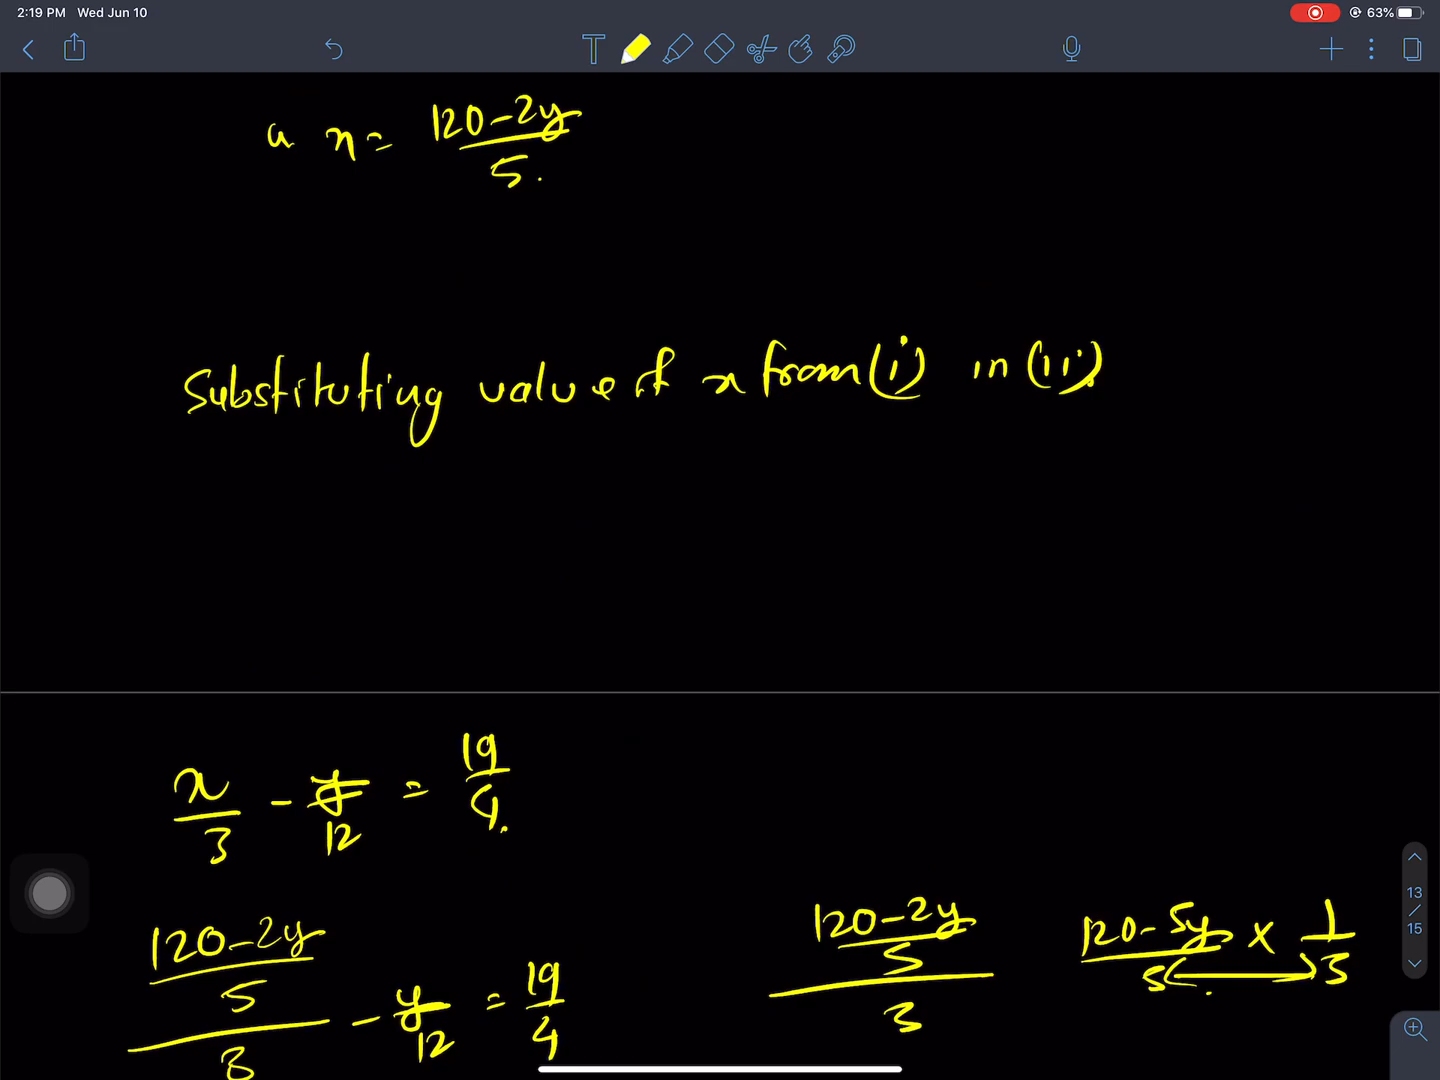 2:19 PM Wed Jun 10
63%
T
a x = 120-2y/5.
Substituting value of x from (i) in (ii)
x/3 - y/12 = 19/4.
13/15
120-2y/5/3 - y/12 = 19/4
120-2y/5/3
120-5y/5 × 1/3